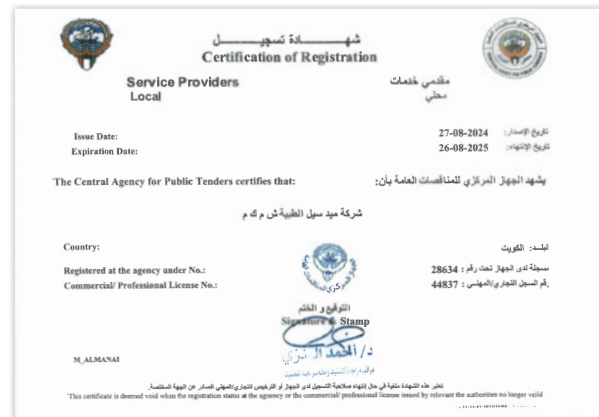 شهـــــــــادة تسجيـــــــــل
Certification of Registration
Service Providers
مقدمي خدمات
Local
محلي
Issue Date:
27-08-2024
تاريخ الإصدار:
Expiration Date:
26-08-2025
تاريخ الإنتهاء:
The Central Agency for Public Tenders certifies that:
يشهد الجهاز المركزي للمناقصات العامة بأن:
شركة ميد سيل الطبية ش م ك م
Country:
لبلــد: الكويت
Registered at the agency under No.:
سجلة لدى الجهاز تحت رقم : 28634
Commercial/ Professional License No.:
رقم السجل التجاري/المهني : 44837
التوقيع و الختم
Signature & Stamp
M_ALMANAI
تعتبر هذه الشهادة ملغية في حال إنتهاء صلاحية التسجيل لدى الجهاز أو الترخيص التجاري/المهني الصادر عن الجهة المختصة.
"This certificate is deemed void when the registration status at the agency or the commercial/ professional license issued by relevant the authorities no longer valid